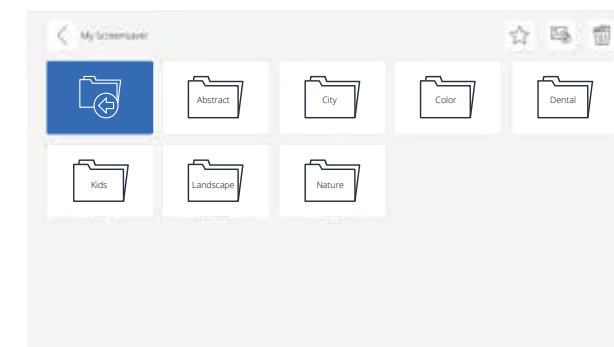 My Screensaver
Abstract
City
Color
Dental
Kids
Landscape
Nature